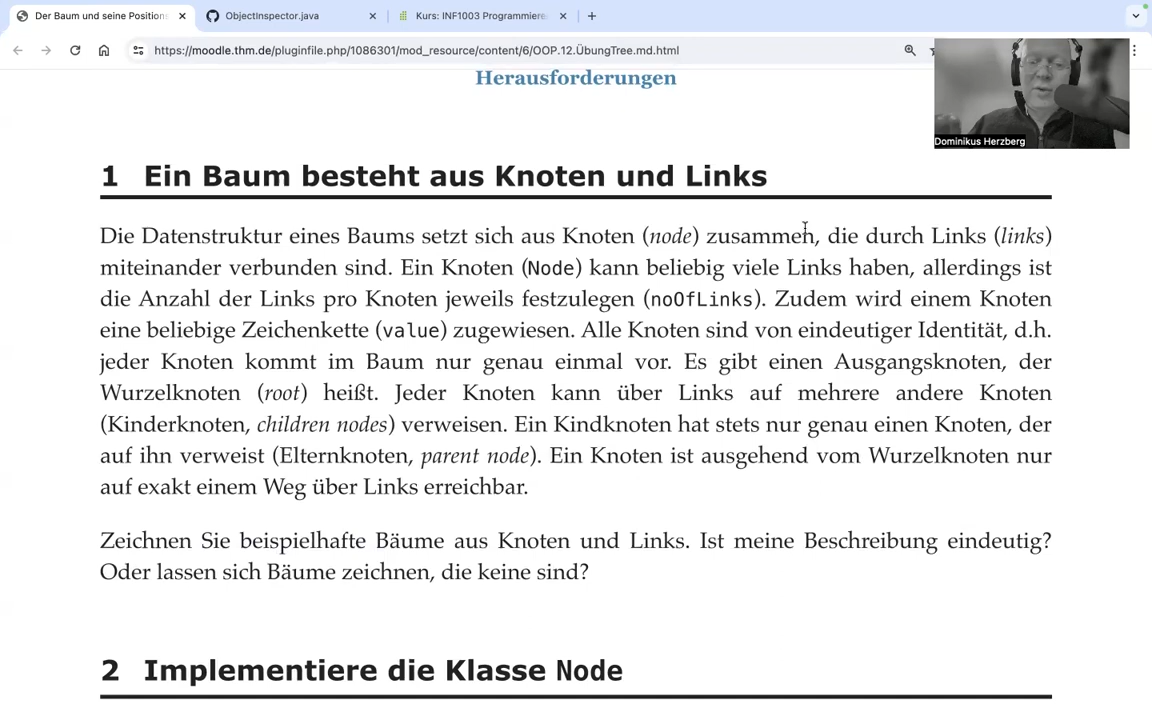 Der Baum und seine Position
ObjectInspector.java
Kurs: INF1003 Programmiere
https://moodle.thm.de/pluginfile.php/1086301/mod_resource/content/6/OOP.12.ÜbungTree.md.html
Herausforderungen
Dominikus Herzberg
1 Ein Baum besteht aus Knoten und Links
Die Datenstruktur eines Baums setzt sich aus Knoten (node) zusammen, die durch Links (links)
miteinander verbunden sind. Ein Knoten (Node) kann beliebig viele Links haben, allerdings ist
die Anzahl der Links pro Knoten jeweils festzulegen (noOfLinks). Zudem wird einem Knoten
eine beliebige Zeichenkette (value) zugewiesen. Alle Knoten sind von eindeutiger Identität, d.h.
jeder Knoten kommt im Baum nur genau einmal vor. Es gibt einen Ausgangsknoten, der
Wurzelknoten (root) heißt. Jeder Knoten kann über Links auf mehrere andere Knoten
(Kinderknoten, children nodes) verweisen. Ein Kindknoten hat stets nur genau einen Knoten, der
auf ihn verweist (Elternknoten, parent node). Ein Knoten ist ausgehend vom Wurzelknoten nur
auf exakt einem Weg über Links erreichbar.
Zeichnen Sie beispielhafte Bäume aus Knoten und Links. Ist meine Beschreibung eindeutig?
Oder lassen sich Bäume zeichnen, die keine sind?
2 Implementiere die Klasse Node